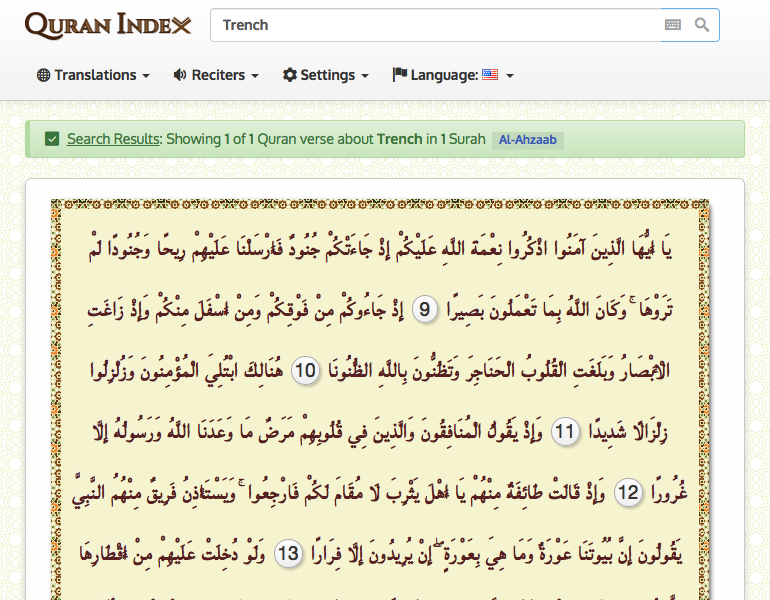 QURAN INDEX
Trench
Translations
Reciters
Settings
Language:
Search Results: Showing 1 of 1 Quran verse about Trench in 1 Surah Al-Ahzaab
يَا أَيُّهَا الَّذِينَ آمَنُوا اذْكُرُوا نِعْمَةَ اللَّهِ عَلَيْكُمْ إِذْ جَاءَتْكُمْ جُنُودٌ فَأَرْسَلْنَا عَلَيْهِمْ رِيحًا وَجُنُودًا لَمْ
تَرَوْهَا ۚ وَكَانَ اللَّهُ بِمَا تَعْمَلُونَ بَصِيرًا 9 إِذْ جَاءُوكُمْ مِنْ فَوْقِكُمْ وَمِنْ أَسْفَلَ مِنْكُمْ وَإِذْ زَاغَتِ
الْأَبْصَارُ وَبَلَغَتِ الْقُلُوبُ الْحَنَاجِرَ وَتَظُنُّونَ بِاللَّهِ الظُّنُونَا 10 هُنَالِكَ ابْتُلِيَ الْمُؤْمِنُونَ وَزُلْزِلُوا
زِلْزَالًا شَدِيدًا 11 وَإِذْ يَقُولُ الْمُنَافِقُونَ وَالَّذِينَ فِي قُلُوبِهِمْ مَرَضٌ مَا وَعَدَنَا اللَّهُ وَرَسُولُهُ إِلَّا
غُرُورًا 12 وَإِذْ قَالَتْ طَائِفَةٌ مِنْهُمْ يَا أَهْلَ يَثْرِبَ لَا مُقَامَ لَكُمْ فَارْجِعُوا ۚ وَيَسْتَأْذِنُ فَرِيقٌ مِنْهُمُ النَّبِيَّ
يَقُولُونَ إِنَّ بُيُوتَنَا عَوْرَةٌ وَمَا هِيَ بِعَوْرَةٍ ۖ إِنْ يُرِيدُونَ إِلَّا فِرَارًا 13 وَلَوْ دُخِلَتْ عَلَيْهِمْ مِنْ أَقْطَارِهَا